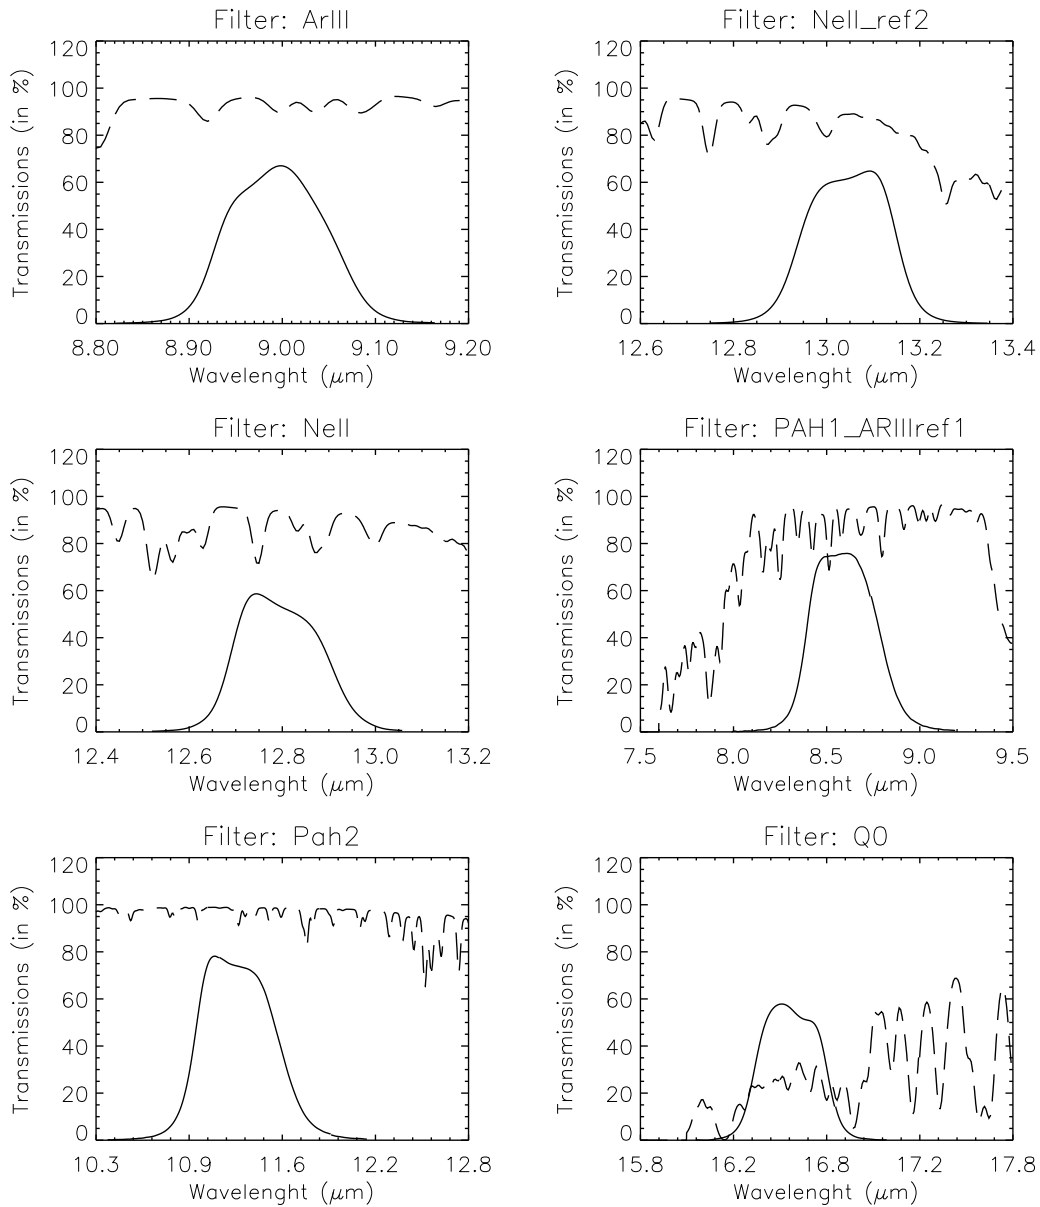 Filter: ArIII
Transmissions (in %)
120
100
80
60
40
20
0
8.80 8.90 9.00 9.10 9.20
Wavelenght (μm)
Filter: NeII_ref2
Transmissions (in %)
120
100
80
60
40
20
0
12.6 12.8 13.0 13.2 13.4
Wavelenght (μm)
Filter: NeII
Transmissions (in %)
120
100
80
60
40
20
0
12.4 12.6 12.8 13.0 13.2
Wavelenght (μm)
Filter: PAH1_ARIIIref1
Transmissions (in %)
120
100
80
60
40
20
0
7.5 8.0 8.5 9.0 9.5
Wavelenght (μm)
Filter: Pah2
Transmissions (in %)
120
100
80
60
40
20
0
10.3 10.9 11.6 12.2 12.8
Wavelenght (μm)
Filter: Q0
Transmissions (in %)
120
100
80
60
40
20
0
15.8 16.2 16.8 17.2 17.8
Wavelenght (μm)